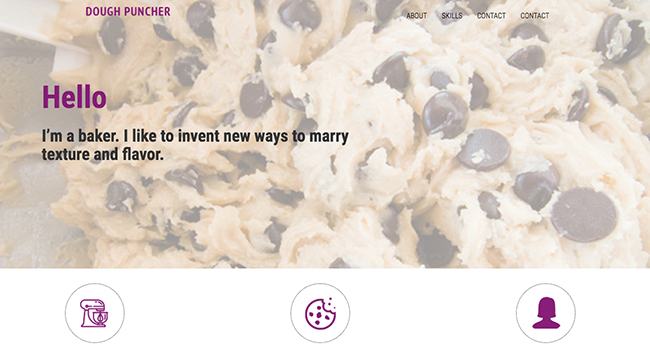 DOUGH PUNCHER
ABOUT SKILLS CONTACT CONTACT
Hello
I’m a baker. I like to invent new ways to marry
texture and flavor.